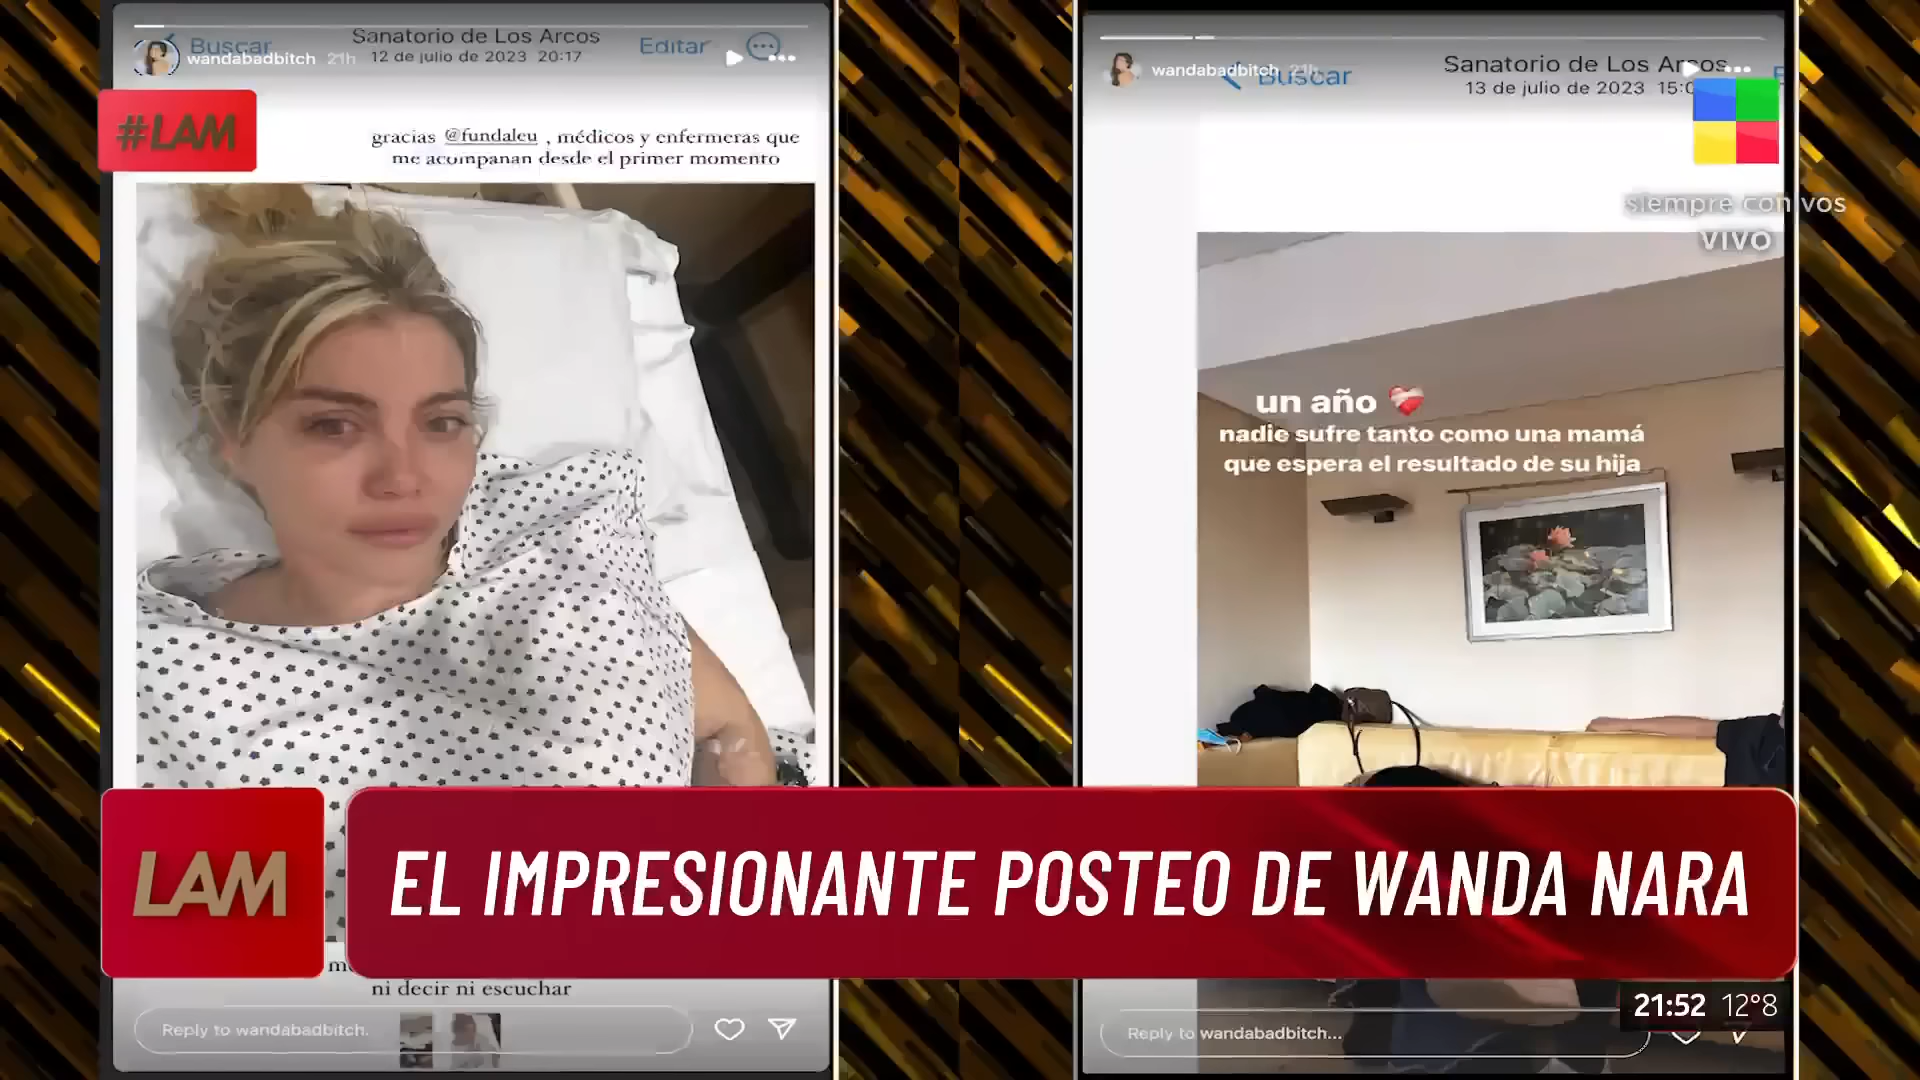 Buscar
Sanatorio de Los Arcos
Editar
wandabadbitch 21h
12 de julio de 2023 20:17
#LAM
gracias @fundaleu , médicos y enfermeras que
me acompañan desde el primer momento
ni decir ni escuchar
Reply to wandabadbitch.
wandabadbitch 21h
Buscar
Sanatorio de Los Arcos
13 de julio de 2023
siempre con vos
VIVO
un año
nadie sufre tanto como una mamá
que espera el resultado de su hija
Reply to wandabadbitch...
LAM
EL IMPRESIONANTE POSTEO DE WANDA NARA
21:52 12°8